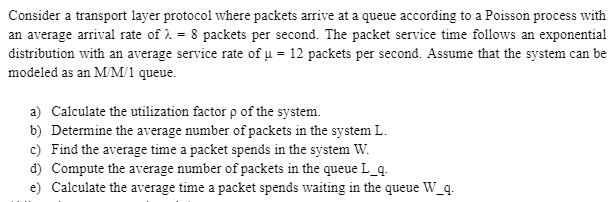 Consider a transport layer protocol where packets arrive at a queue according to a Poisson process with
an average arrival rate of λ = 8 packets per second. The packet service time follows an exponential
distribution with an average service rate of μ = 12 packets per second. Assume that the system can be
modeled as an M/M/1 queue.
a) Calculate the utilization factor ρ of the system.
b) Determine the average number of packets in the system L.
c) Find the average time a packet spends in the system W.
d) Compute the average number of packets in the queue L_q.
e) Calculate the average time a packet spends waiting in the queue W_q.